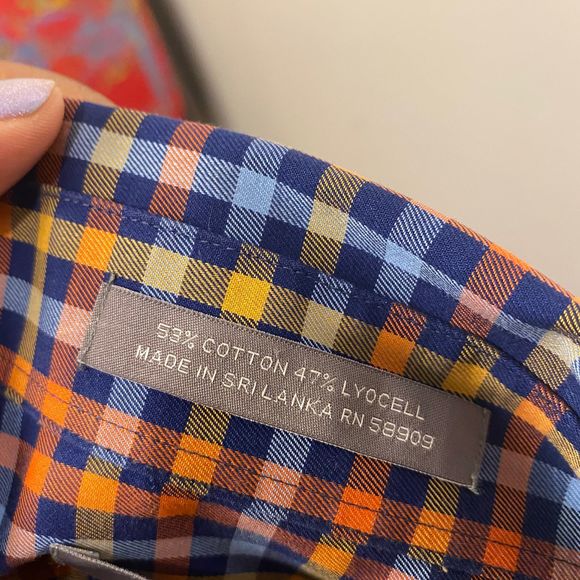 53% COTTON 47% LYOCELL
MADE IN SRI LANKA RN 58909